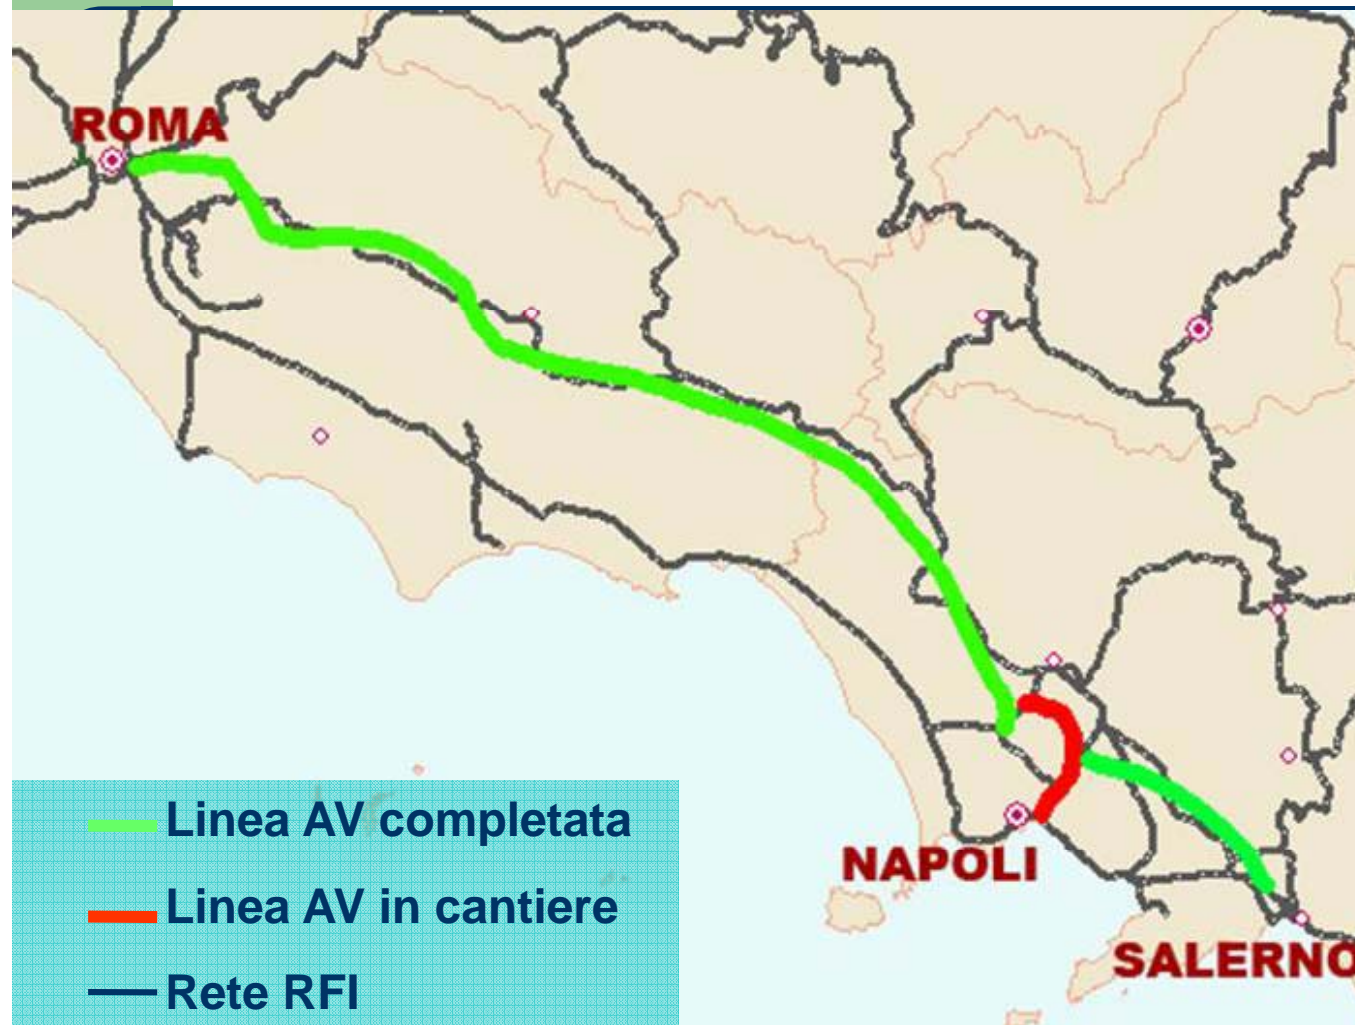 ROMA
NAPOLI
SALERNO
Linea AV completata
Linea AV in cantiere
Rete RFI